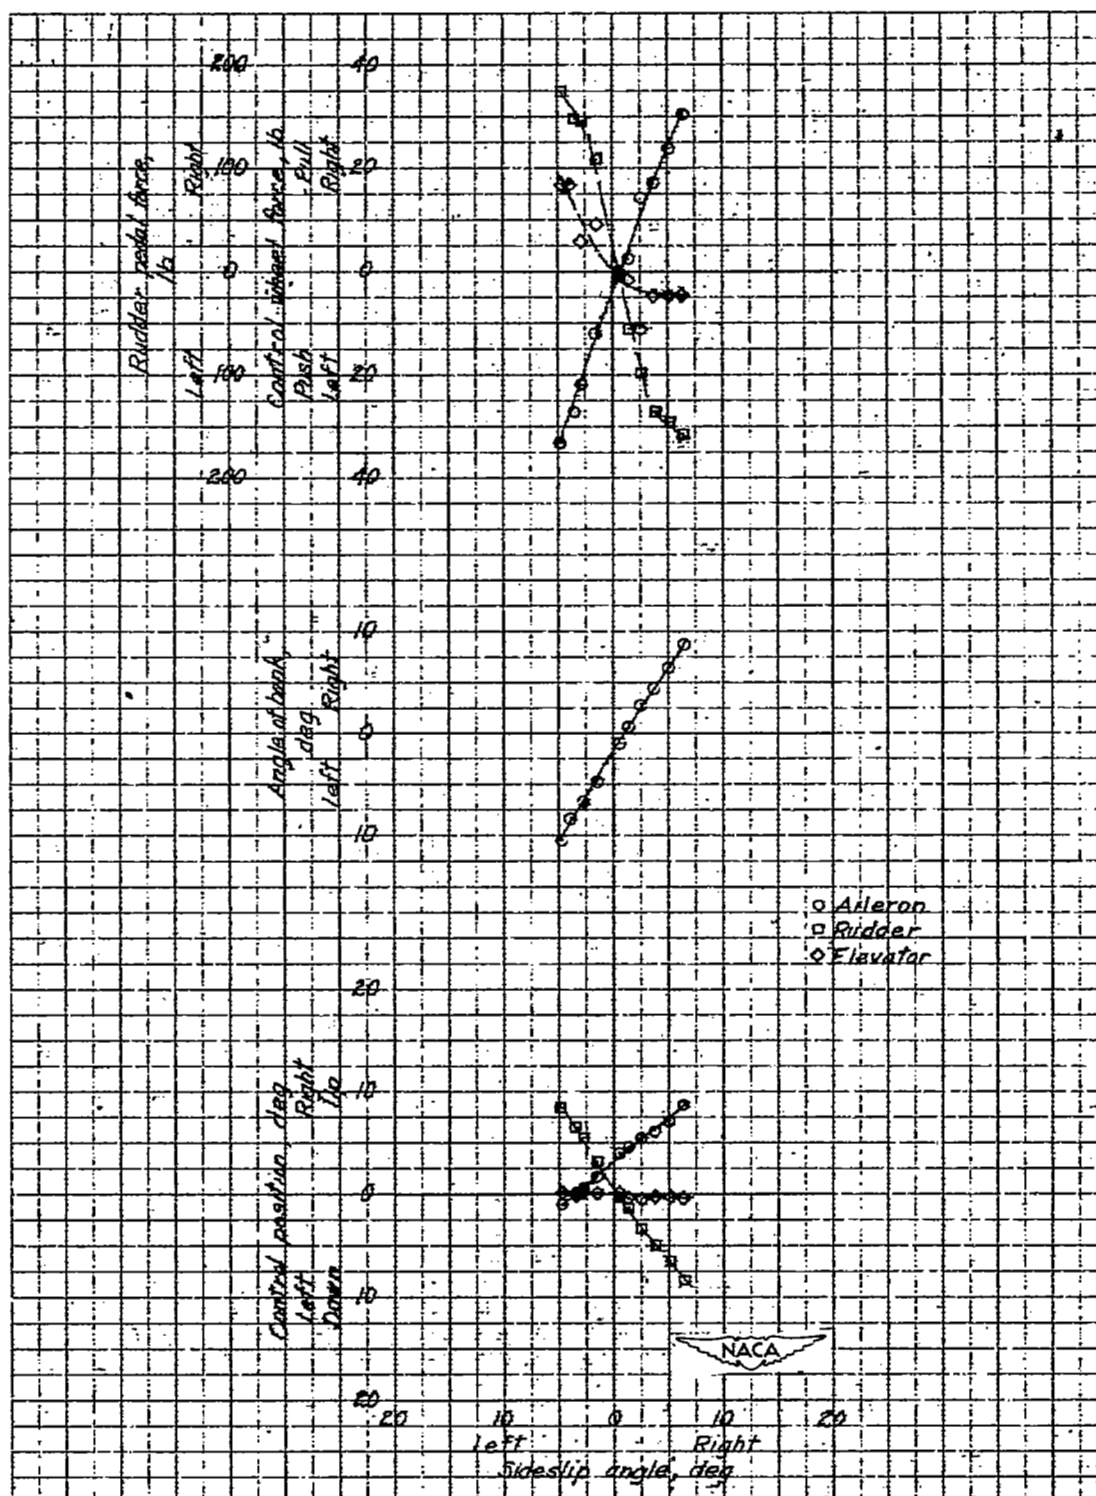 200 40
Rudder pedal force, lb
Right 100
Control wheel force, lb
Pull Right 20
0 0
Left 100
Push Left 20
200 40
10
Angle of bank, deg
Right
0
Left
10
○ Aileron
□ Rudder
◇ Elevator
20
Control position, deg
Right Up
10
0
Left Down
10
NACA
20
20 10 0 10 20
Left Right
Sideslip angle, deg